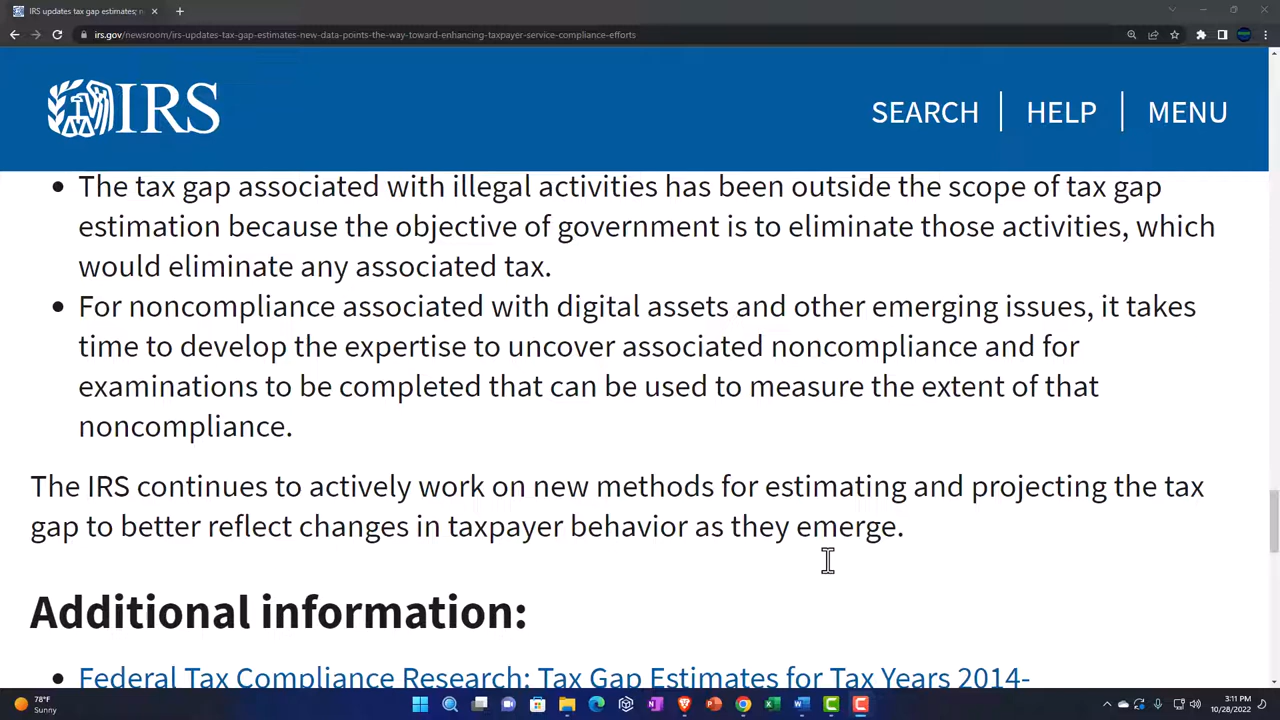 IRS updates tax gap estimates; n
irs.gov/newsroom/irs-updates-tax-gap-estimates-new-data-points-the-way-toward-enhancing-taxpayer-service-compliance-efforts
IRS
SEARCH
HELP
MENU
• The tax gap associated with illegal activities has been outside the scope of tax gap
estimation because the objective of government is to eliminate those activities, which
would eliminate any associated tax.
• For noncompliance associated with digital assets and other emerging issues, it takes
time to develop the expertise to uncover associated noncompliance and for
examinations to be completed that can be used to measure the extent of that
noncompliance.
The IRS continues to actively work on new methods for estimating and projecting the tax
gap to better reflect changes in taxpayer behavior as they emerge.
Additional information:
• Federal Tax Compliance Research: Tax Gap Estimates for Tax Years 2014-
78°F
Sunny
3:11 PM
10/28/2022